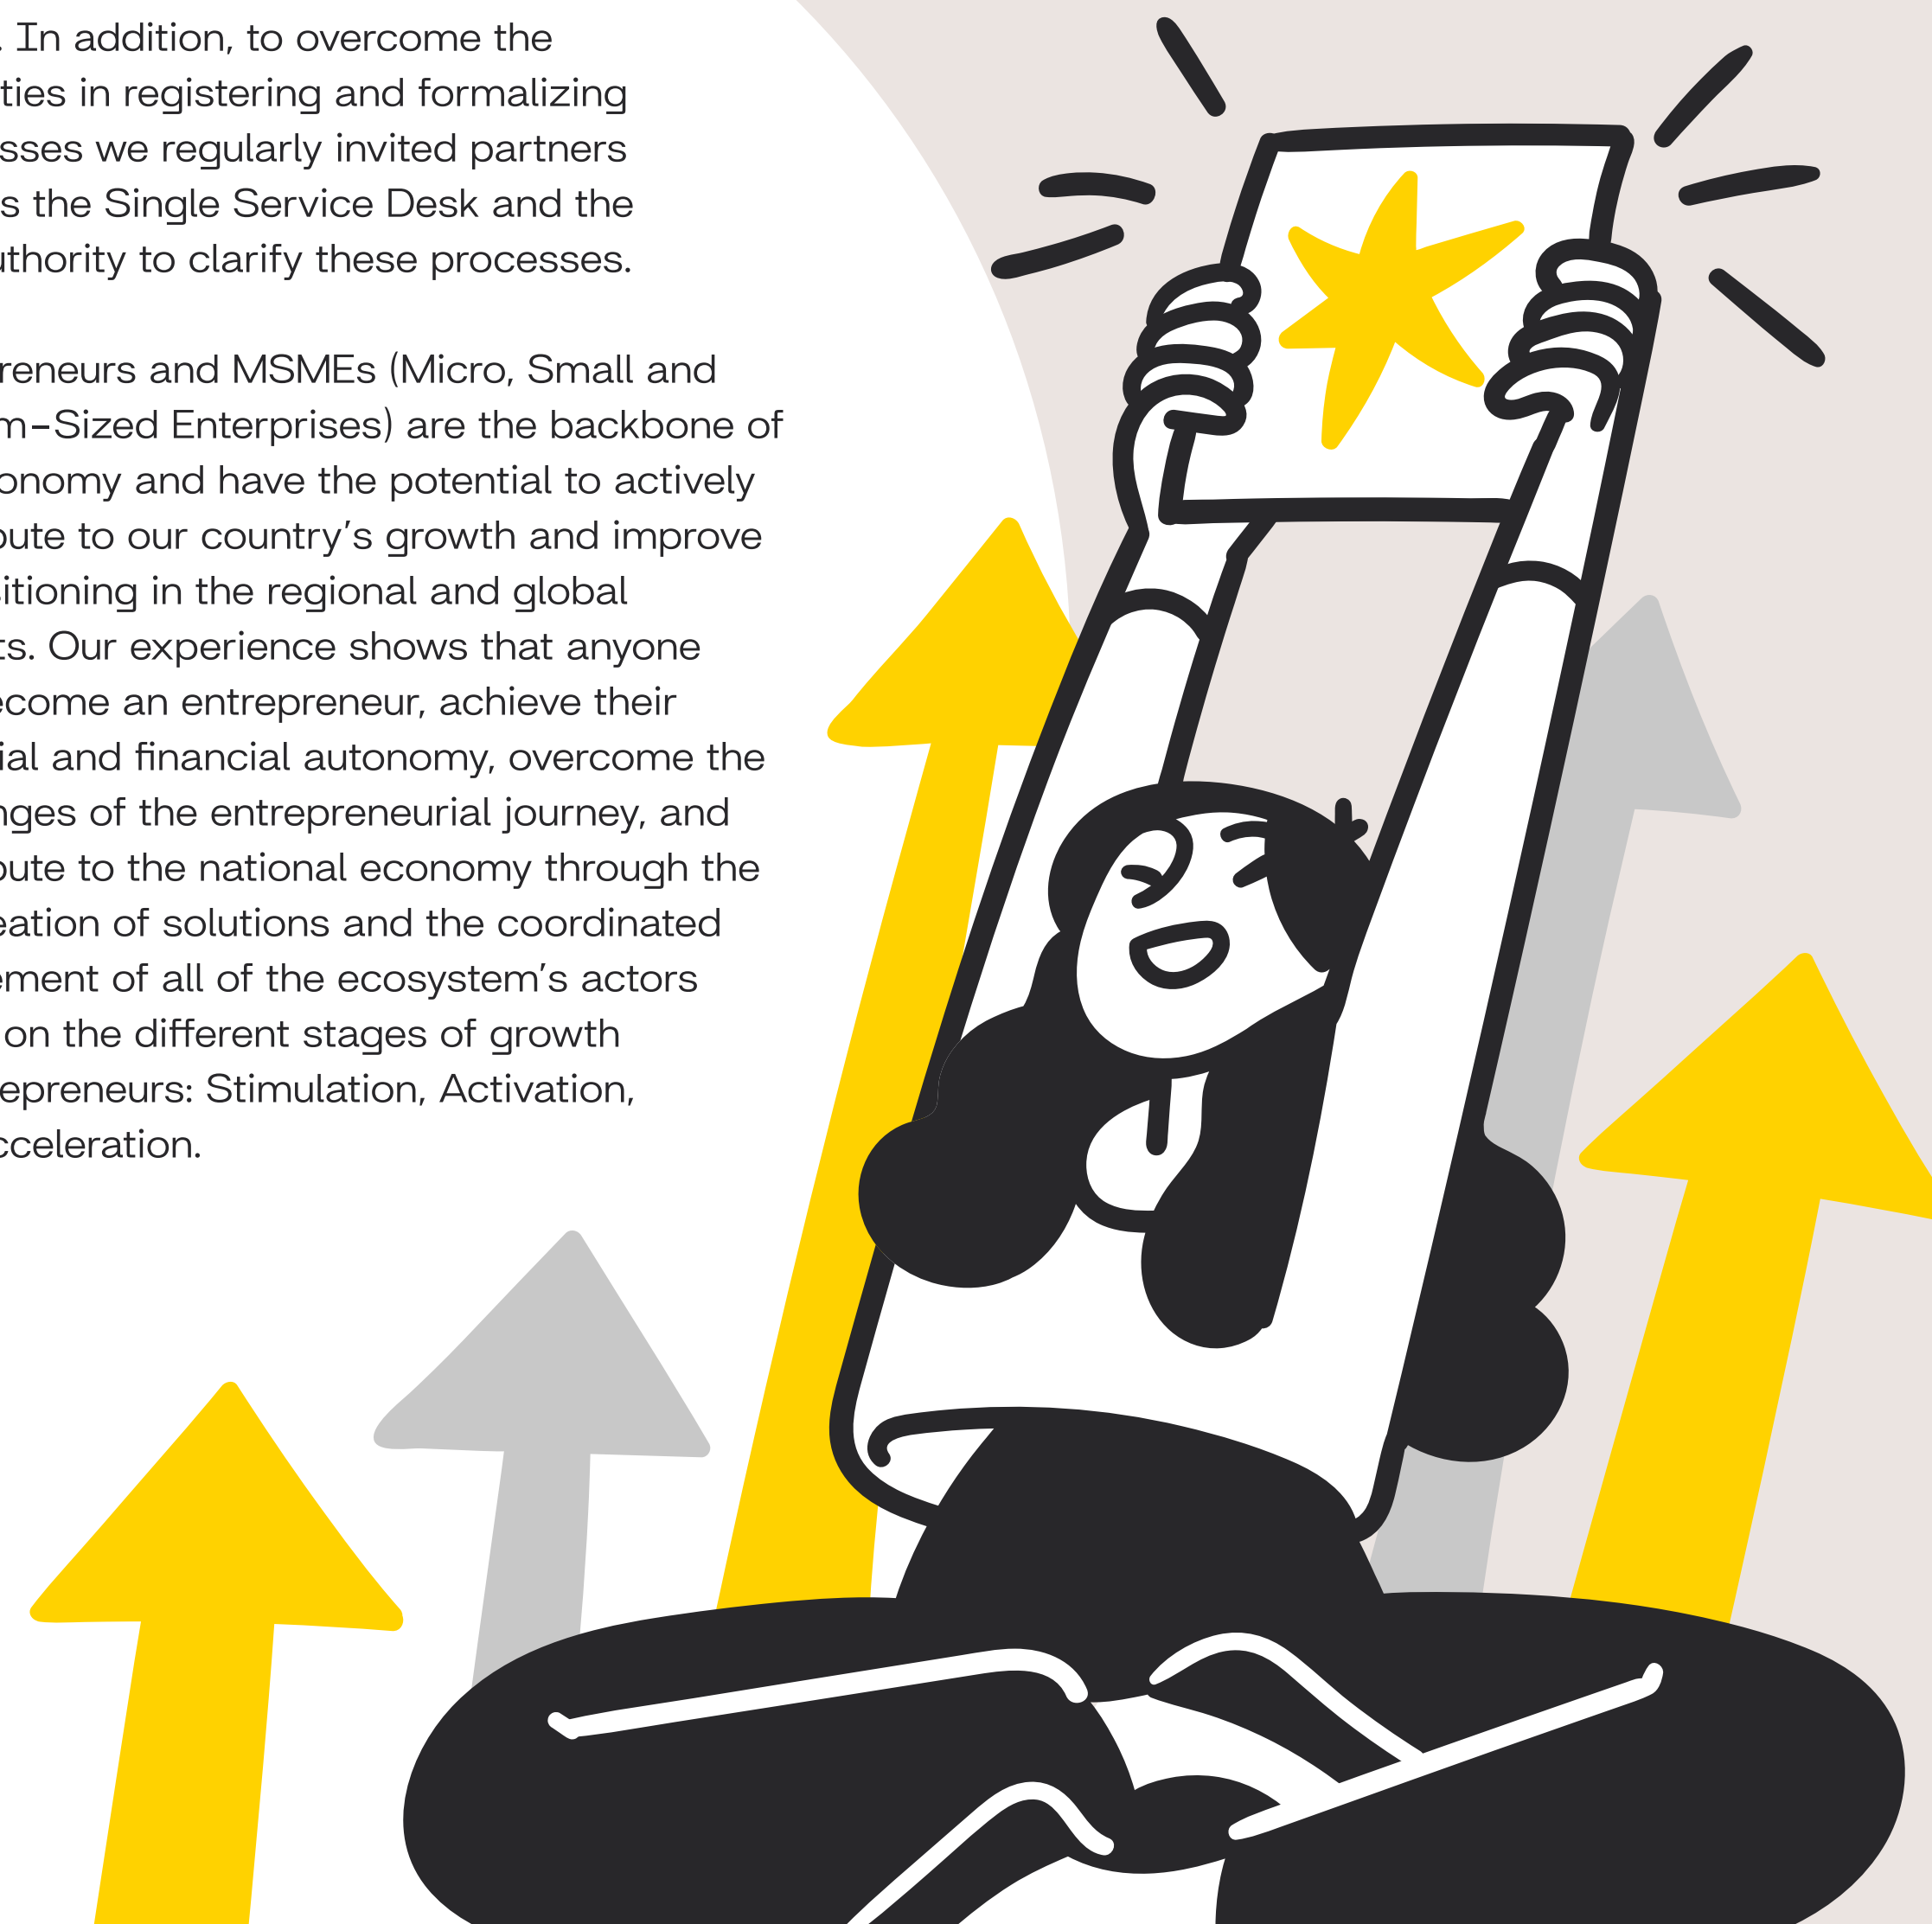 . In addition, to overcome the
ties in registering and formalizing
sses we regularly invited partners
s the Single Service Desk and the
uthority to clarify these processes.
reneurs and MSMEs (Micro, Small and
m-Sized Enterprises) are the backbone of
onomy and have the potential to actively
bute to our country's growth and improve
sitioning in the regional and global
ts. Our experience shows that anyone
ecome an entrepreneur, achieve their
ial and financial autonomy, overcome the
nges of the entrepreneurial journey, and
bute to the national economy through the
eation of solutions and the coordinated
ement of all of the ecosystem's actors
on the different stages of growth
epreneurs: Stimulation, Activation,
cceleration.